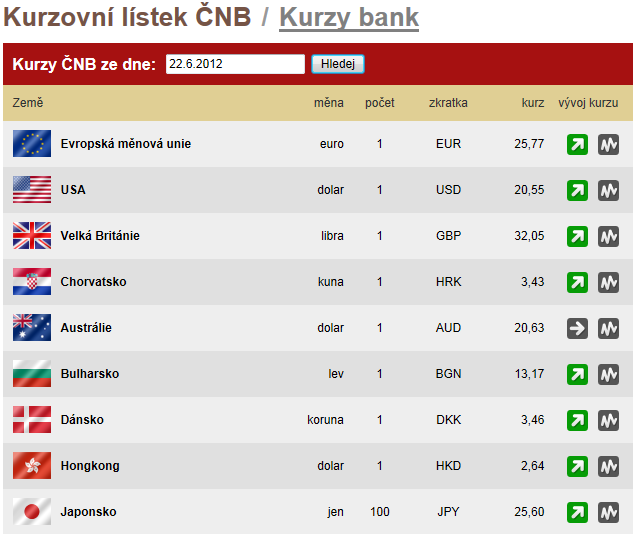 Kurzovní lístek ČNB / Kurzy bank
Kurzy ČNB ze dne: 22.6.2012 Hledej
Země měna počet zkratka kurz vývoj kurzu
Evropská měnová unie euro 1 EUR 25,77
USA dolar 1 USD 20,55
Velká Británie libra 1 GBP 32,05
Chorvatsko kuna 1 HRK 3,43
Austrálie dolar 1 AUD 20,63
Bulharsko lev 1 BGN 13,17
Dánsko koruna 1 DKK 3,46
Hongkong dolar 1 HKD 2,64
Japonsko jen 100 JPY 25,60